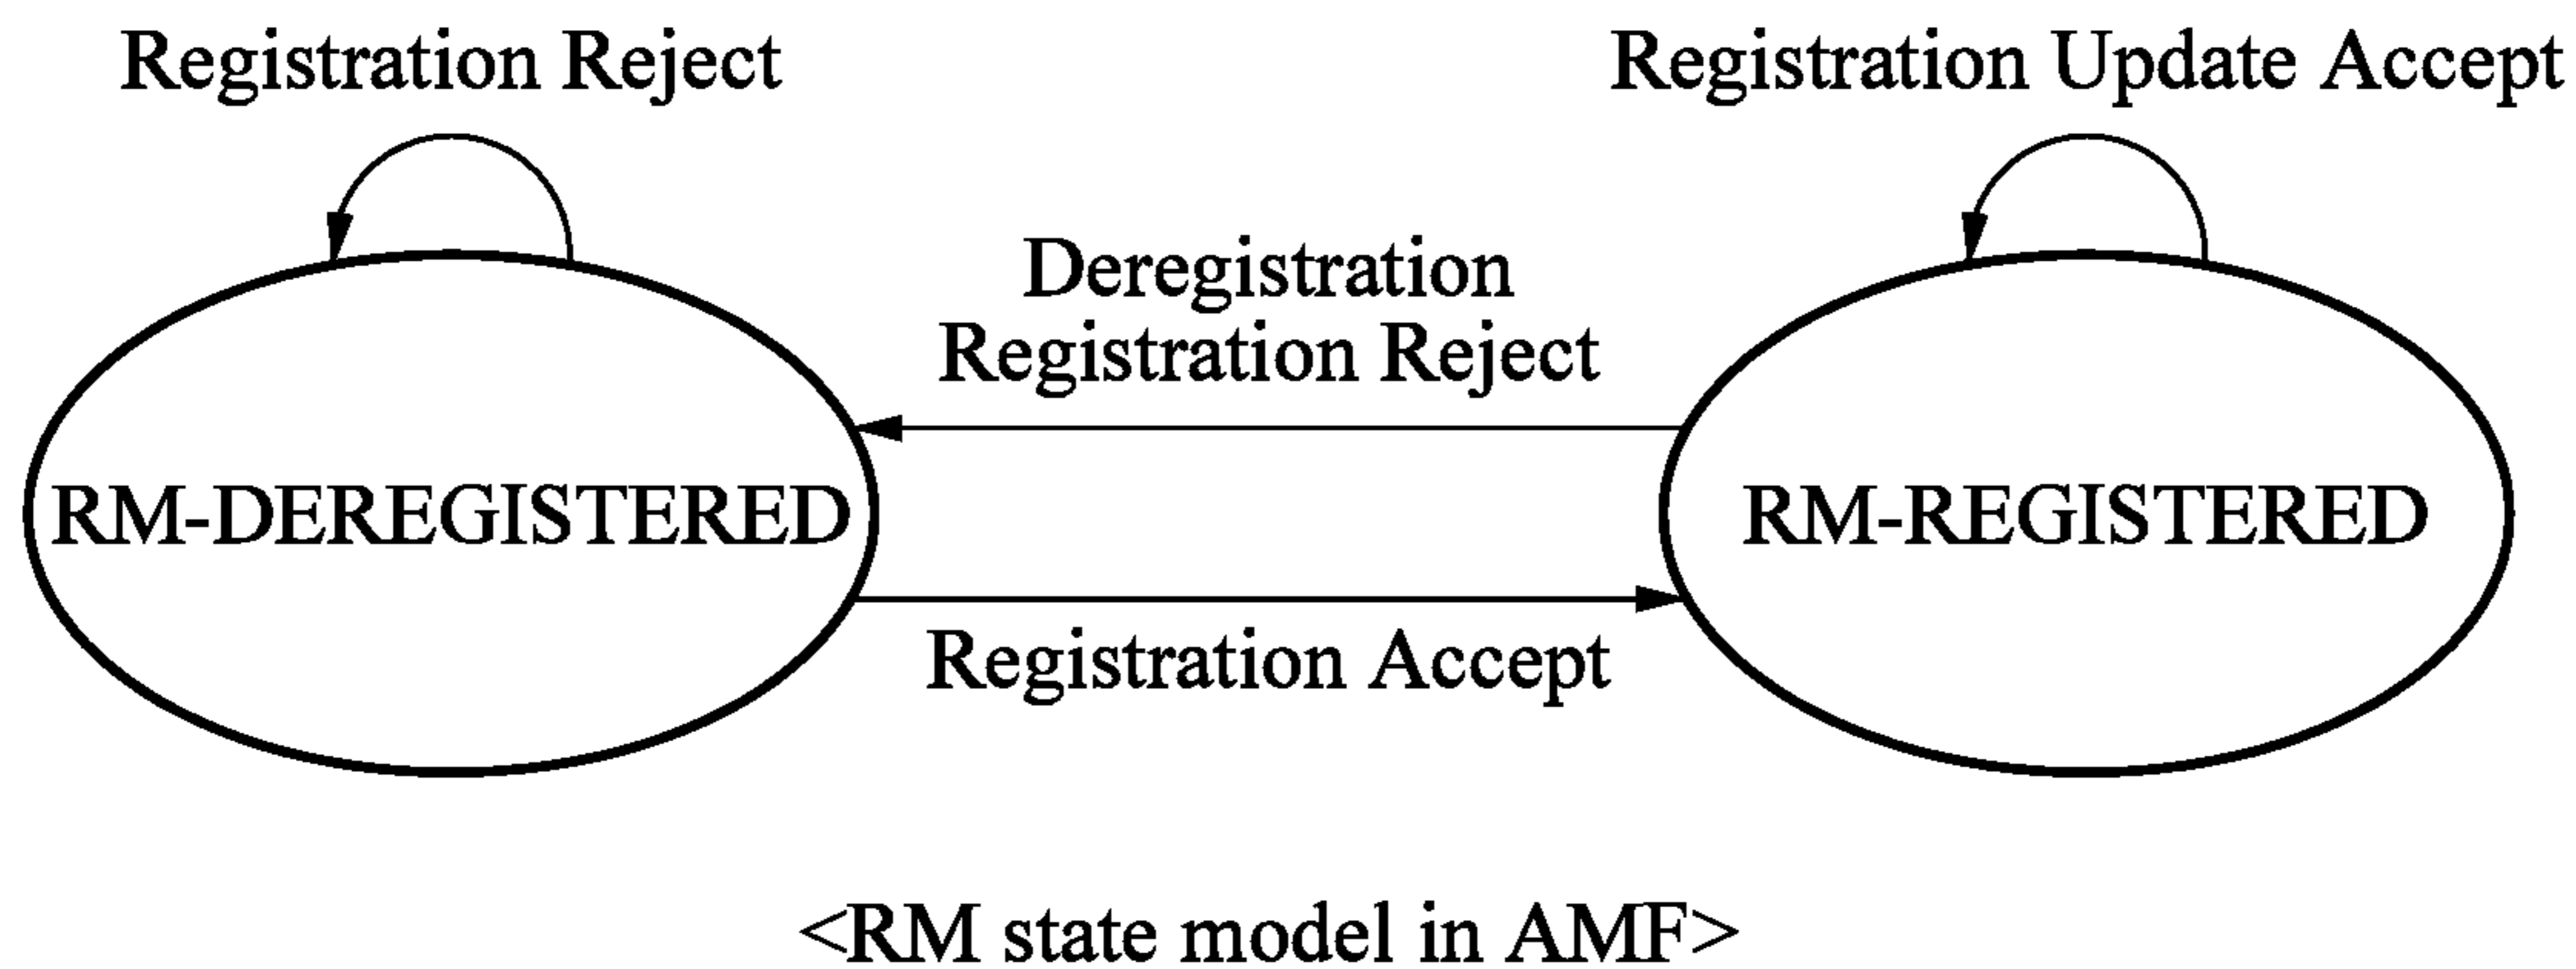 Registration Reject
Registration Update Accept
Deregistration
Registration Reject
RM-DEREGISTERED
RM-REGISTERED
Registration Accept
<RM state model in AMF>